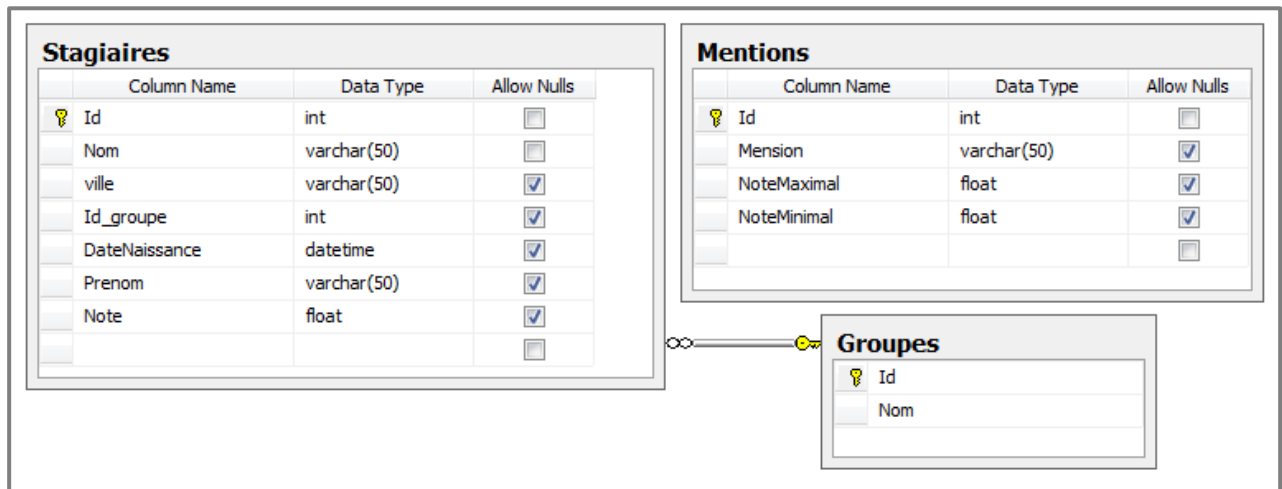 Stagiaires
Column Name Data Type Allow Nulls
Id int
Nom varchar(50)
ville varchar(50)
Id_groupe int
DateNaissance datetime
Prenom varchar(50)
Note float
Mentions
Column Name Data Type Allow Nulls
Id int
Mension varchar(50)
NoteMaximal float
NoteMinimal float
Groupes
Id
Nom